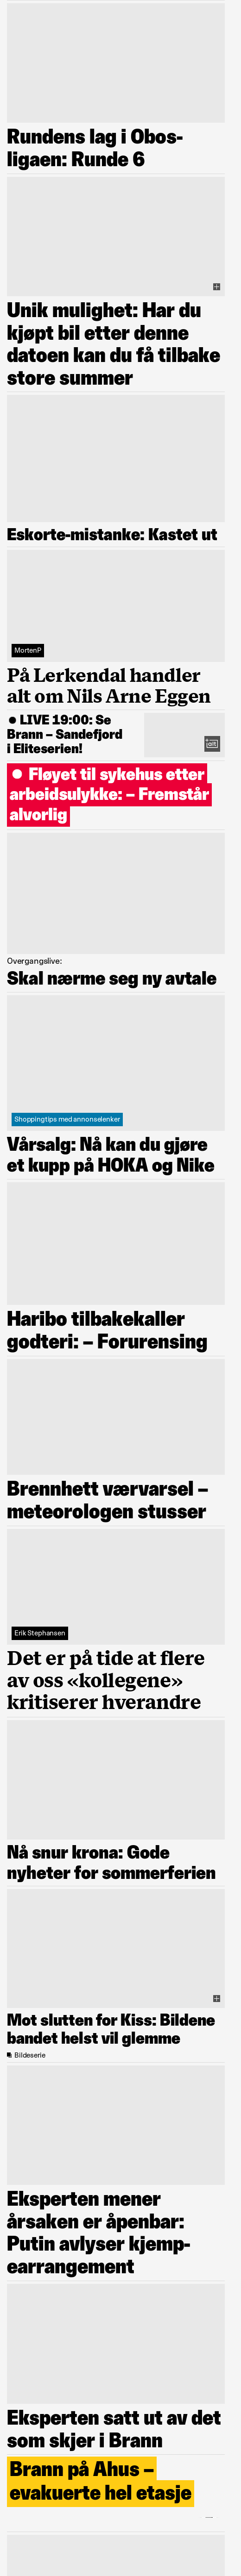 Rundens lag i Obos-
ligaen: Runde 6
Unik mulighet: Har du
kjøpt bil etter denne
datoen kan du få tilbake
store summer
Eskorte-mistanke: Kastet ut
MortenP
På Lerkendal handler
alt om Nils Arne Eggen
LIVE 19:00: Se
Brann – Sandefjord
i Eliteserien!
Fløyet til sykehus etter
arbeidsulykke: – Fremstår
alvorlig
Overgangslive:
Skal nærme seg ny avtale
Shoppingtips med annonselenker
Vårsalg: Nå kan du gjøre
et kupp på HOKA og Nike
Haribo tilbakekaller
godteri: – Forurensing
Brennhett værvarsel –
meteorologen stusser
Erik Stephansen
Det er på tide at flere
av oss «kollegene»
kritiserer hverandre
Nå snur krona: Gode
nyheter for sommerferien
Mot slutten for Kiss: Bildene
bandet helst vil glemme
Bildeserie
Eksperten mener
årsaken er åpenbar:
Putin avlyser kjemp-
earrangement
Eksperten satt ut av det
som skjer i Brann
Brann på Ahus –
evakuerte hel etasje